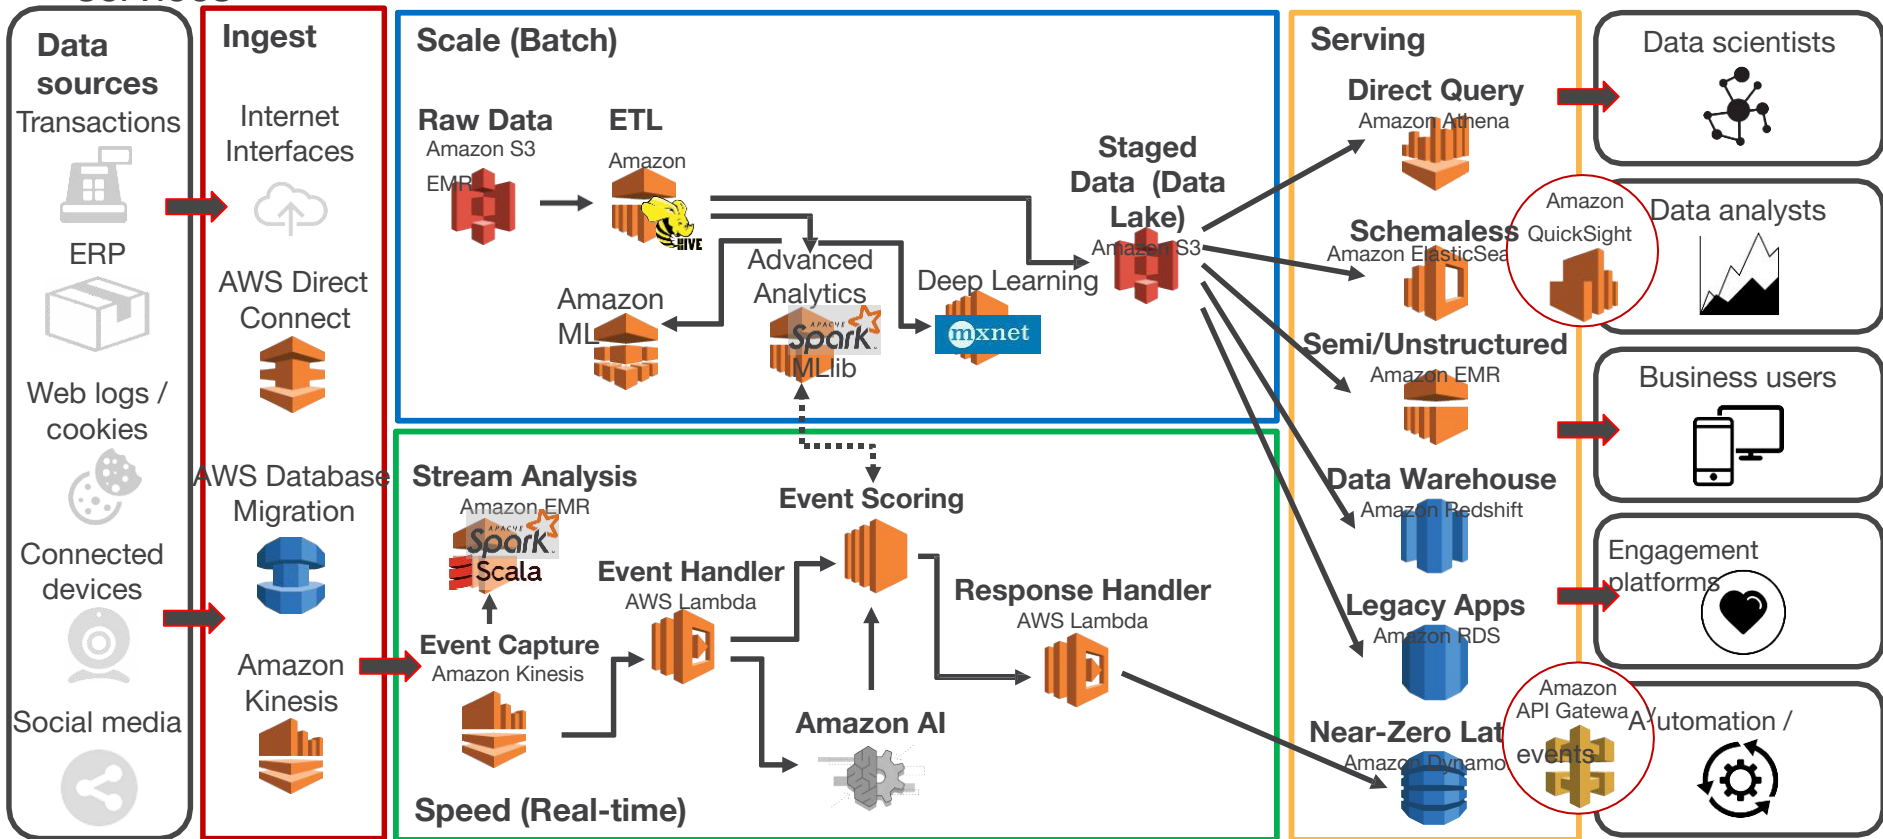 Data
sources
Transactions
ERP
Web logs /
cookies
Connected
devices
Social media
Ingest
Internet
Interfaces
AWS Direct
Connect
AWS Database
Migration
Amazon
Kinesis
Scale (Batch)
Raw Data
Amazon S3
EMR
ETL
Amazon
HIVE
Advanced
Analytics
APACHE
Spark
MLlib
Amazon
ML
Deep Learning
mxnet
Staged
Data (Data
Lake)
Amazon S3
Stream Analysis
Amazon EMR
APACHE
Spark
Scala
Event Capture
Amazon Kinesis
Event Handler
AWS Lambda
Event Scoring
Amazon AI
Response Handler
AWS Lambda
Speed (Real-time)
Serving
Direct Query
Amazon Athena
Schemaless
Amazon ElasticSea
Semi/Unstructured
Amazon EMR
Data Warehouse
Amazon Redshift
Legacy Apps
Amazon RDS
Near-Zero Lat
Amazon Dynamo
Amazon
QuickSight
Amazon
API Gatewa
Data scientists
Data analysts
Business users
Engagement
platforms
Automation /
events